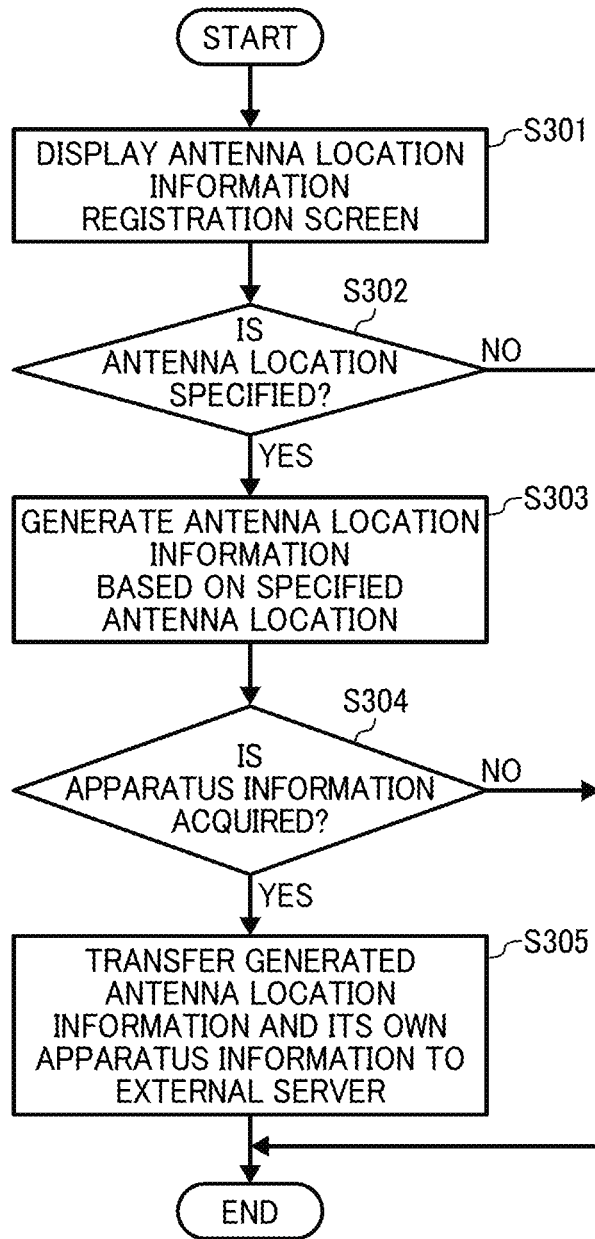 START
S301
DISPLAY ANTENNA LOCATION
INFORMATION
REGISTRATION SCREEN
S302
IS
ANTENNA LOCATION
SPECIFIED?
NO
YES
S303
GENERATE ANTENNA LOCATION
INFORMATION
BASED ON SPECIFIED
ANTENNA LOCATION
S304
IS
APPARATUS INFORMATION
ACQUIRED?
NO
YES
S305
TRANSFER GENERATED
ANTENNA LOCATION
INFORMATION AND ITS OWN
APPARATUS INFORMATION TO
EXTERNAL SERVER
END